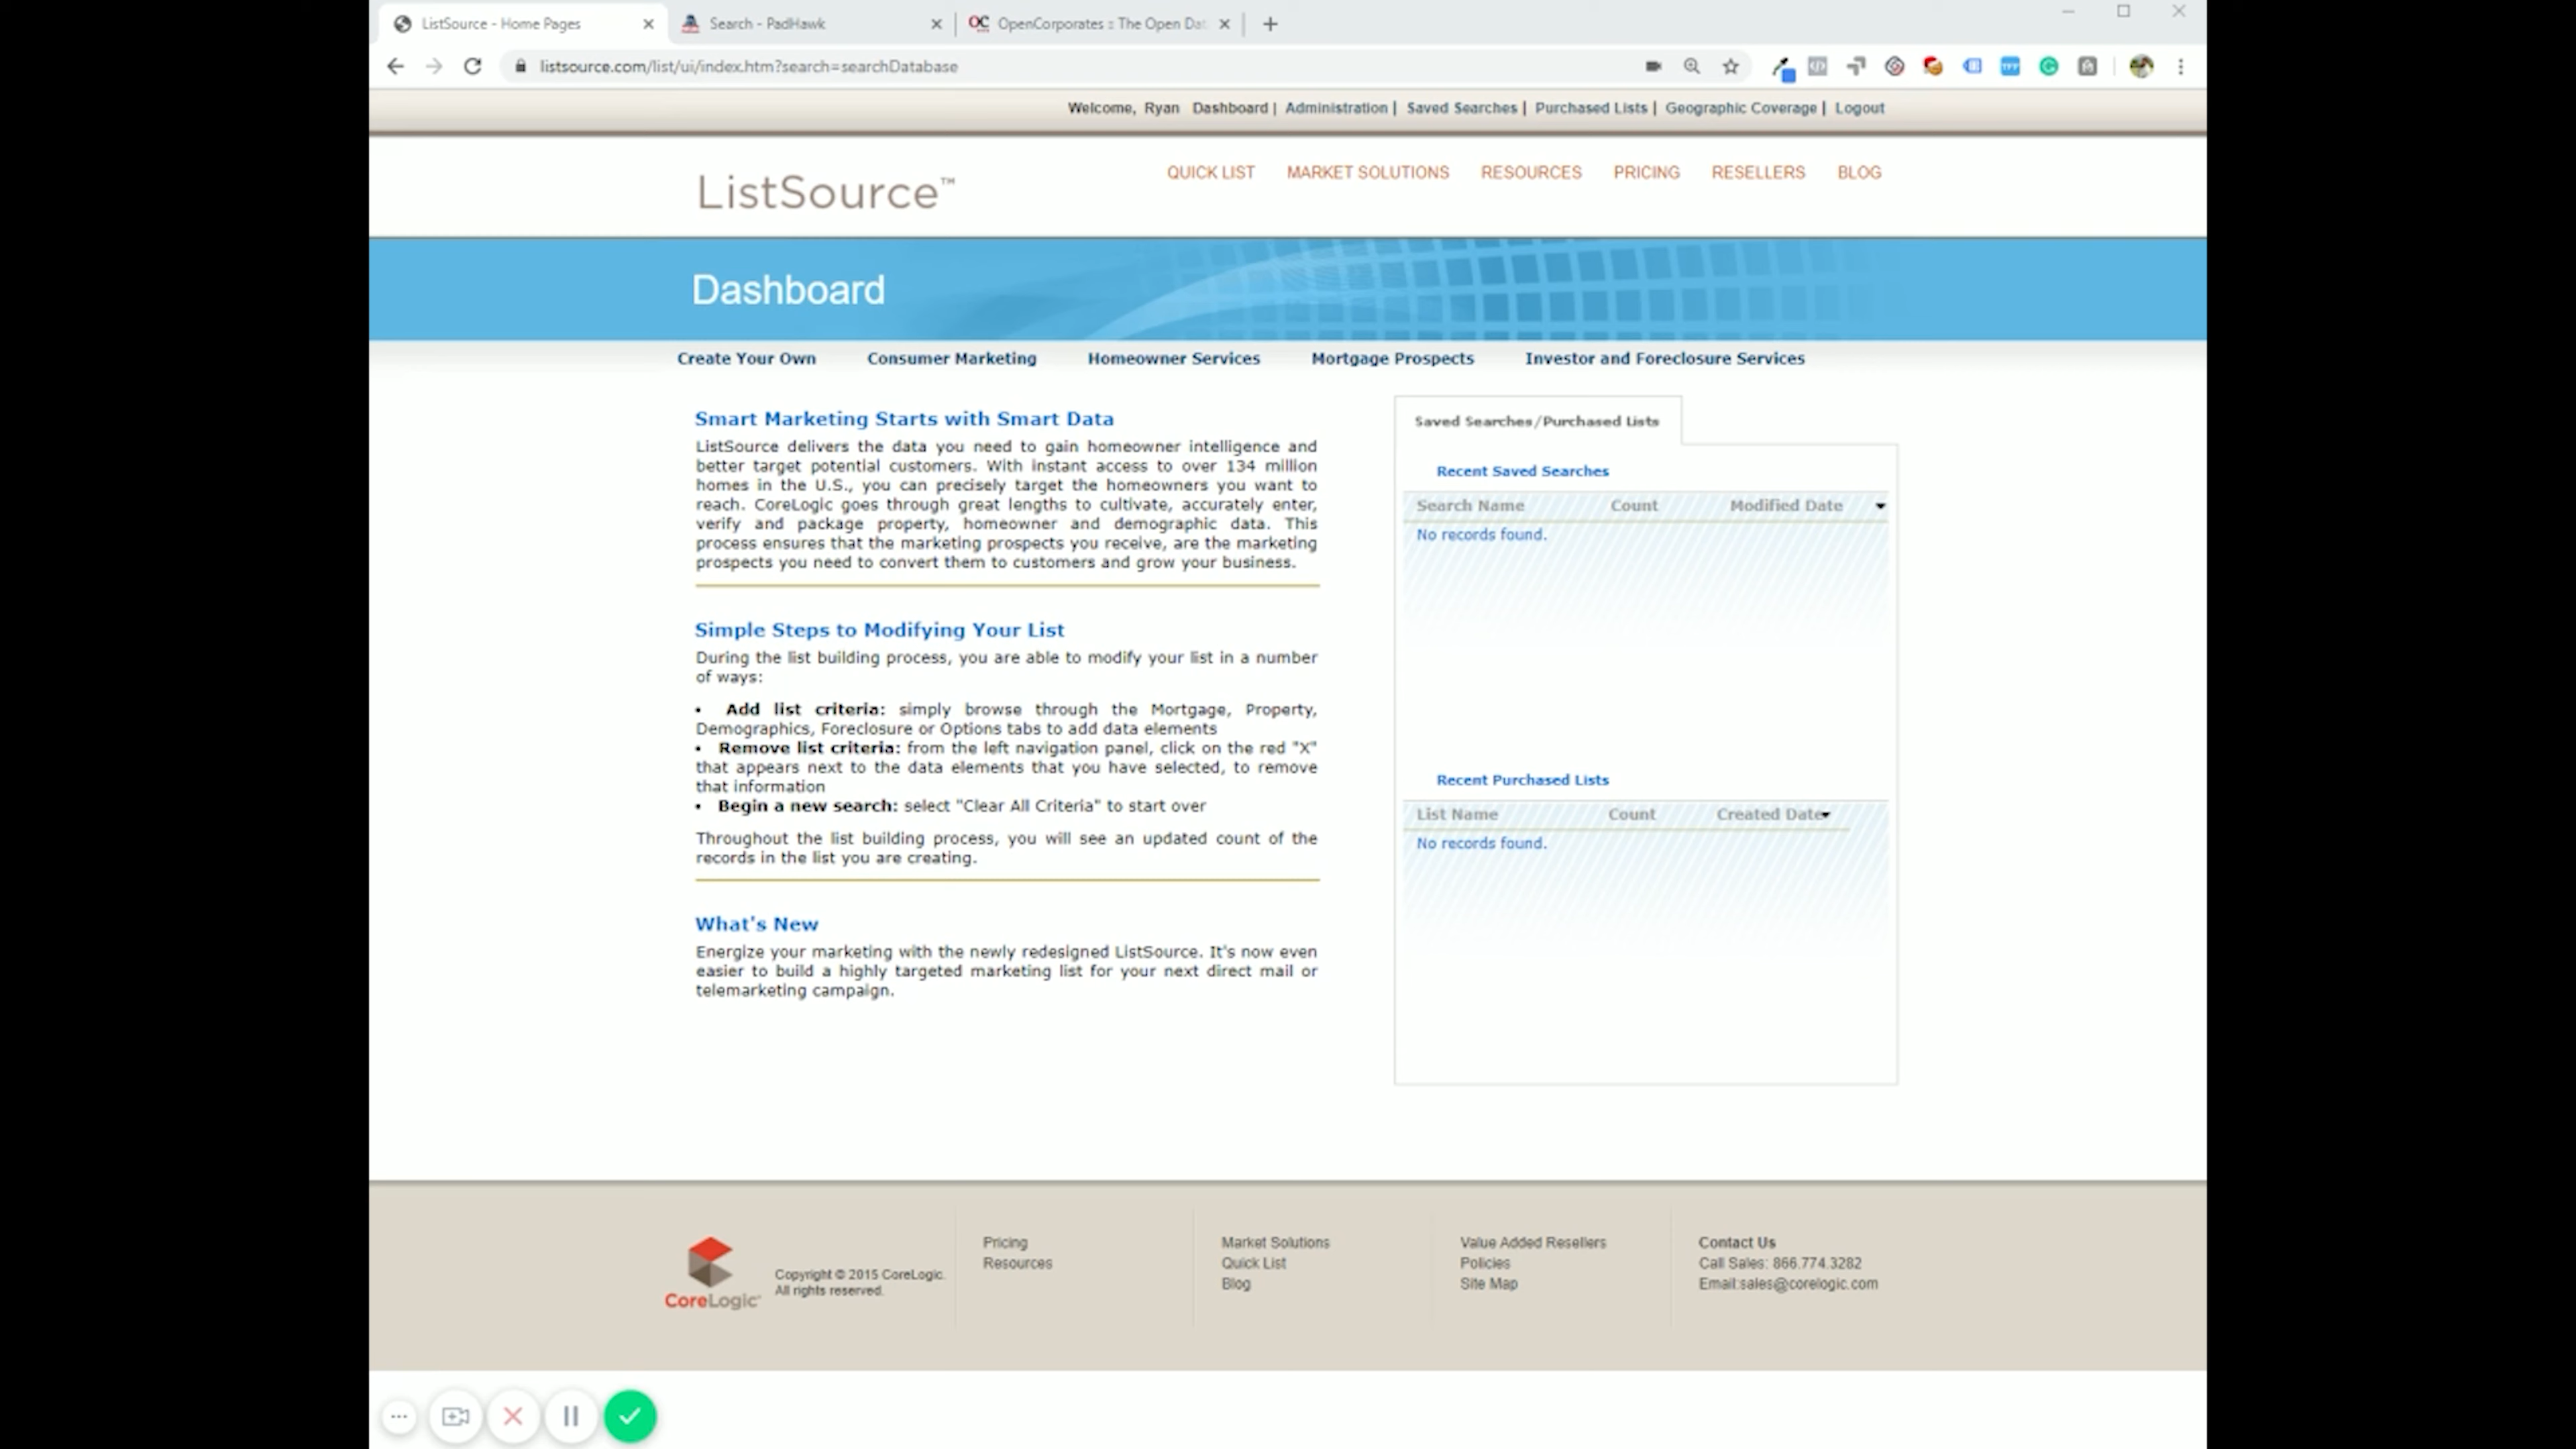 ListSource - Home Pages
Search - PadHawk
OpenCorporates :: The Open Dat
listsource.com/list/ui/index.htm?search=searchDatabase
Welcome, Ryan Dashboard | Administration | Saved Searches | Purchased Lists | Geographic Coverage | Logout
ListSource™
QUICK LIST MARKET SOLUTIONS RESOURCES PRICING RESELLERS BLOG
Dashboard
Create Your Own Consumer Marketing Homeowner Services Mortgage Prospects Investor and Foreclosure Services
Smart Marketing Starts with Smart Data
ListSource delivers the data you need to gain homeowner intelligence and
better target potential customers. With instant access to over 134 million
homes in the U.S., you can precisely target the homeowners you want to
reach. CoreLogic goes through great lengths to cultivate, accurately enter,
verify and package property, homeowner and demographic data. This
process ensures that the marketing prospects you receive, are the marketing
prospects you need to convert them to customers and grow your business.
Simple Steps to Modifying Your List
During the list building process, you are able to modify your list in a number
of ways:
• Add list criteria: simply browse through the Mortgage, Property,
Demographics, Foreclosure or Options tabs to add data elements
• Remove list criteria: from the left navigation panel, click on the red "X"
that appears next to the data elements that you have selected, to remove
that information
• Begin a new search: select "Clear All Criteria" to start over
Throughout the list building process, you will see an updated count of the
records in the list you are creating.
What's New
Energize your marketing with the newly redesigned ListSource. It's now even
easier to build a highly targeted marketing list for your next direct mail or
telemarketing campaign.
Saved Searches/Purchased Lists
Recent Saved Searches
Search Name Count Modified Date
No records found.
Recent Purchased Lists
List Name Count Created Date
No records found.
CoreLogic
Copyright © 2015 CoreLogic.
All rights reserved.
Pricing
Resources
Market Solutions
Quick List
Blog
Value Added Resellers
Policies
Site Map
Contact Us
Call Sales: 866.774.3282
Email:sales@corelogic.com